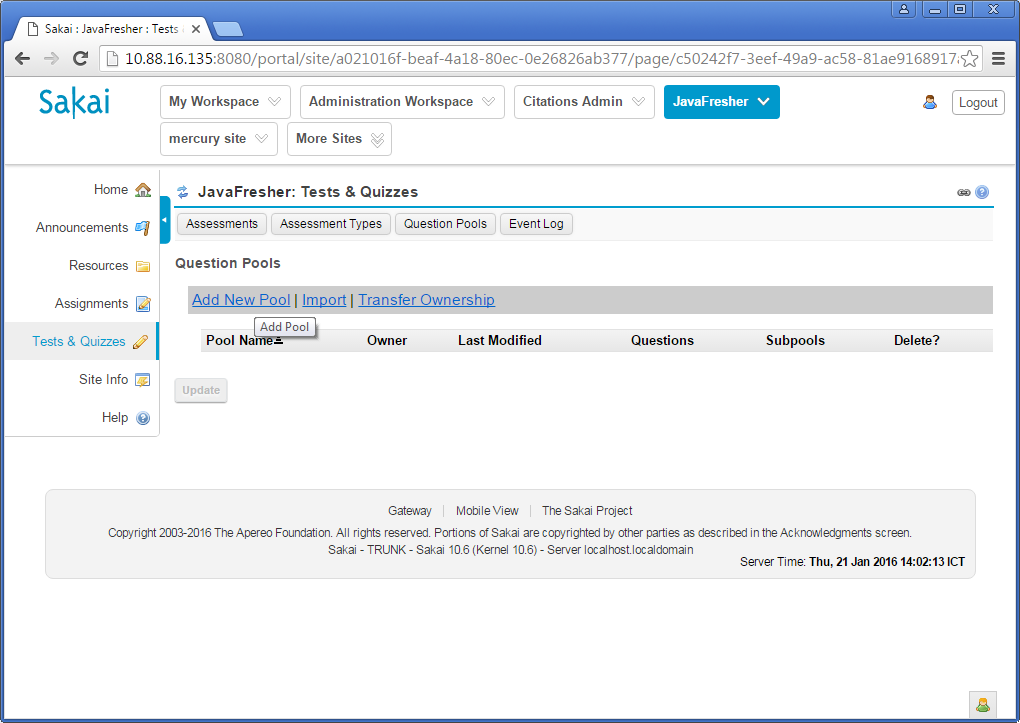 Sakai : JavaFresher : Tests
10.88.16.135:8080/portal/site/a021016f-beaf-4a18-80ec-0e26826ab377/page/c50242f7-3eef-49a9-ac58-81ae9168917
Sakai
My Workspace
Administration Workspace
Citations Admin
JavaFresher
Logout
mercury site
More Sites
Home
Announcements
Resources
Assignments
Tests & Quizzes
Site Info
Help
JavaFresher: Tests & Quizzes
Assessments
Assessment Types
Question Pools
Event Log
Question Pools
Add New Pool | Import | Transfer Ownership
Add Pool
Pool Name Owner Last Modified Questions Subpools Delete?
Update
Gateway | Mobile View | The Sakai Project
Copyright 2003-2016 The Apereo Foundation. All rights reserved. Portions of Sakai are copyrighted by other parties as described in the Acknowledgments screen.
Sakai - TRUNK - Sakai 10.6 (Kernel 10.6) - Server localhost.localdomain
Server Time: Thu, 21 Jan 2016 14:02:13 ICT